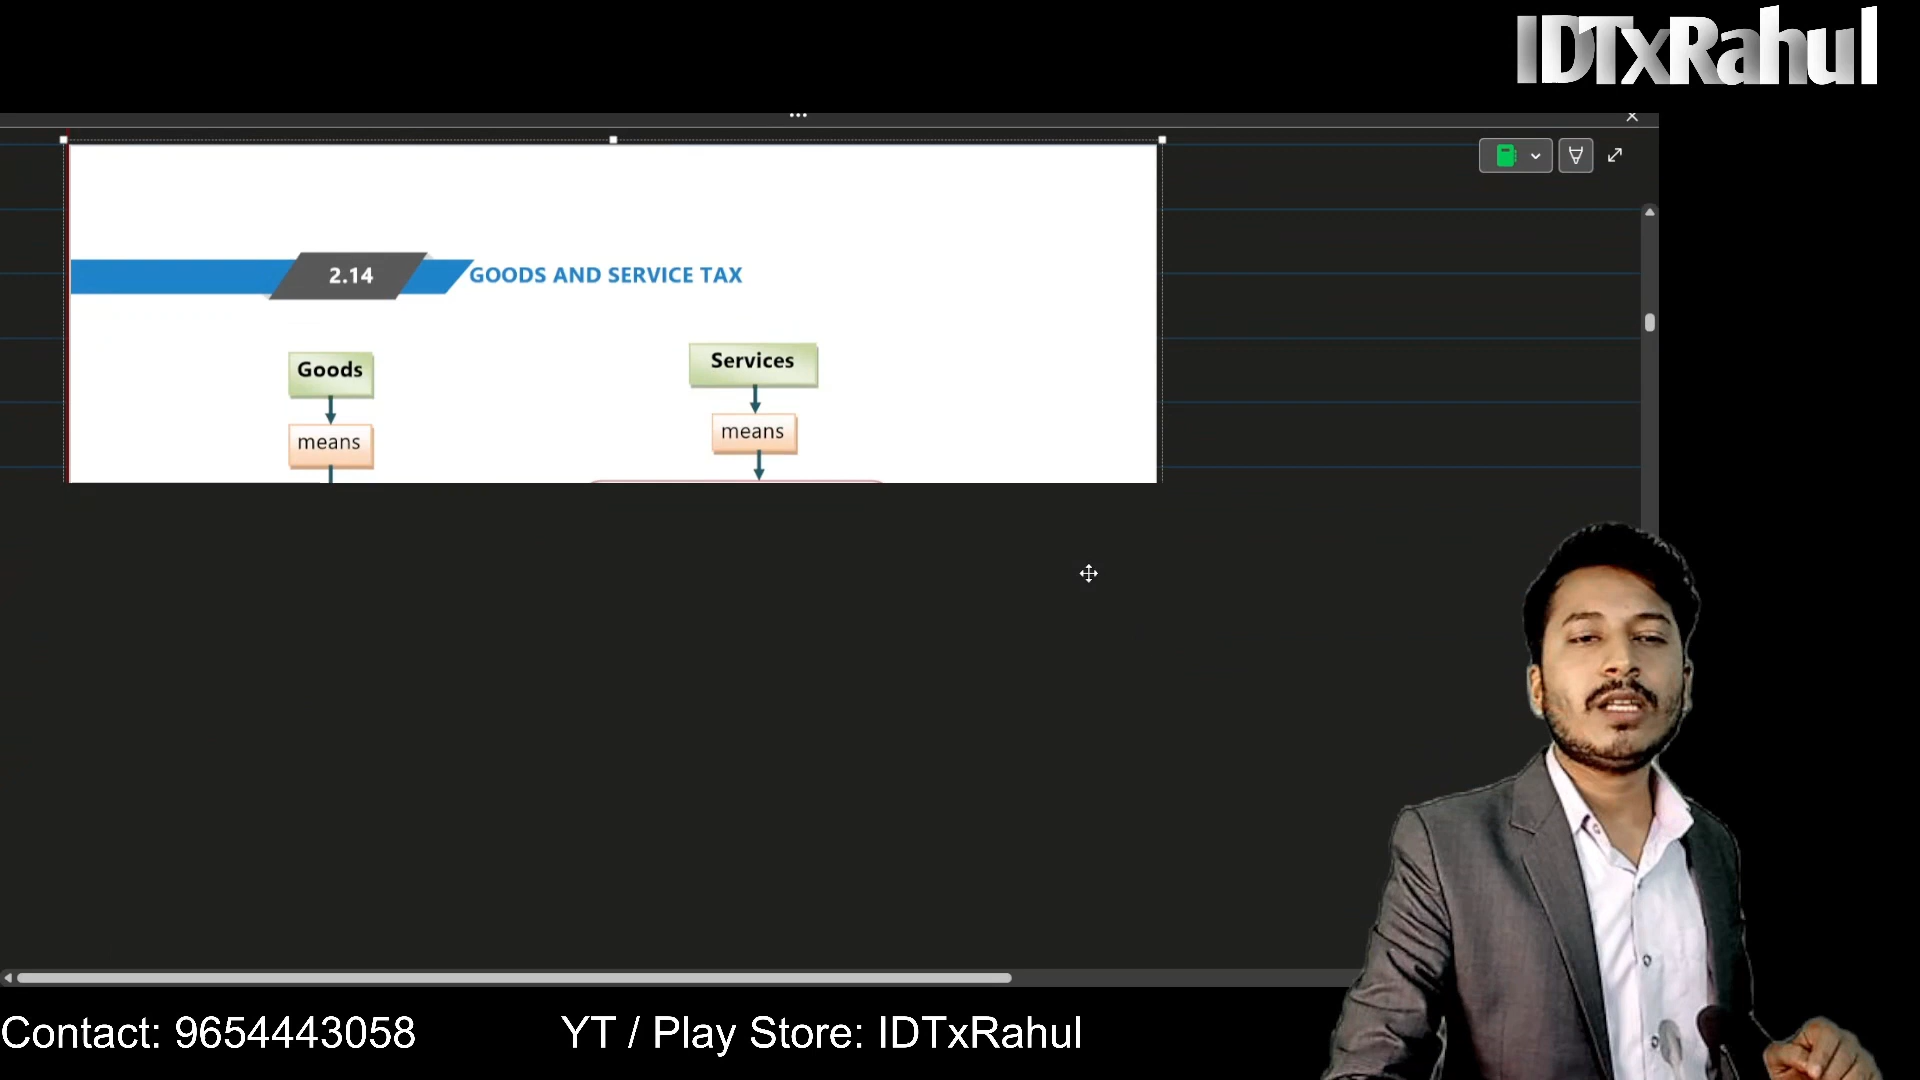 IDTxRahul
2.14 GOODS AND SERVICE TAX
Goods
Services
means
means
Contact: 9654443058
YT / Play Store: IDTxRahul